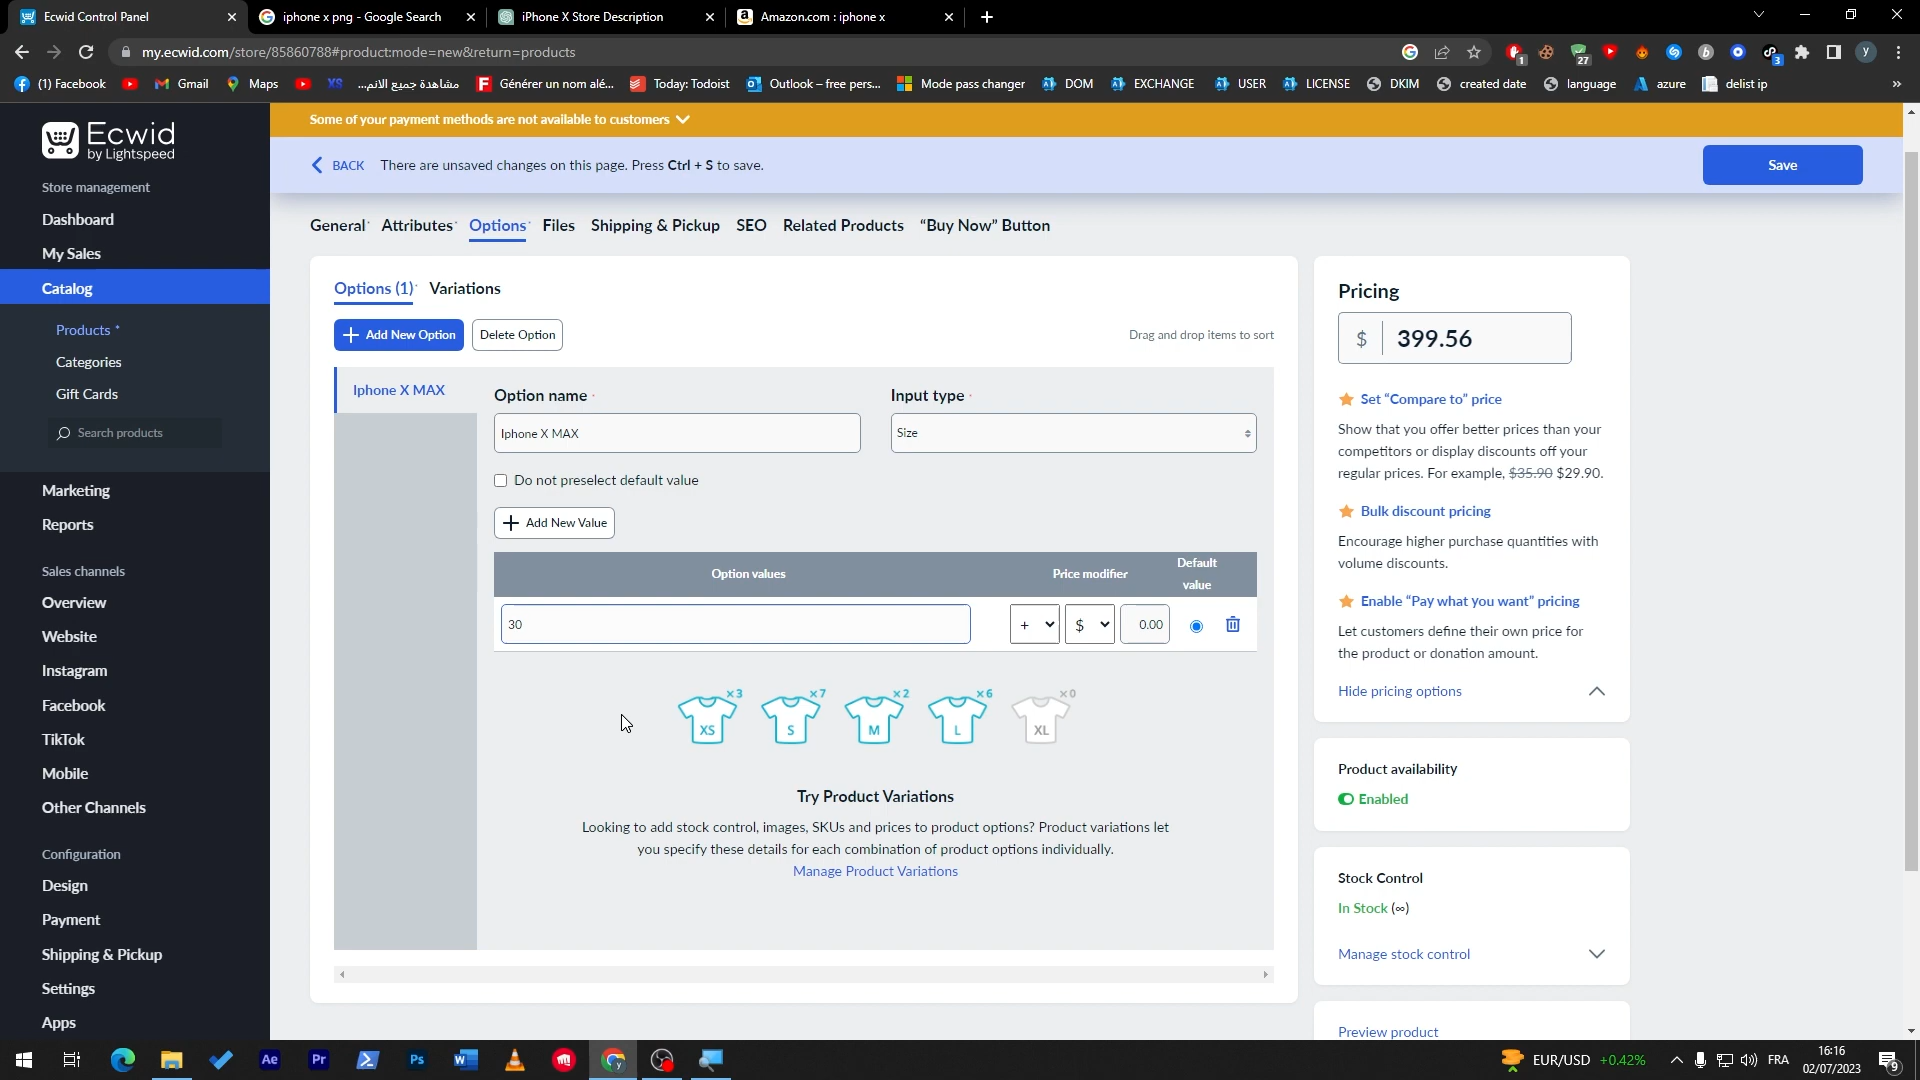 Ecwid Control Panel
iphone x png - Google Search
iPhone X Store Description
Amazon.com : iphone x
my.ecwid.com/store/85860788#product:mode=new&return=products
(1) Facebook
Gmail
Maps
YS
مشاهدة جميع الانم...
Générer un nom alé...
Today: Todoist
Outlook – free pers...
Mode pass changer
DOM
EXCHANGE
USER
LICENSE
DKIM
created date
language
azure
delist ip
Ecwid
by Lightspeed
Some of your payment methods are not available to customers
BACK
There are unsaved changes on this page. Press Ctrl + S to save.
Save
Store management
Dashboard
My Sales
Catalog
Products *
Categories
Gift Cards
Search products
Marketing
Reports
Sales channels
Overview
Website
Instagram
Facebook
TikTok
Mobile
Other Channels
Configuration
Design
Payment
Shipping & Pickup
Settings
Apps
General
Attributes
Options
Files
Shipping & Pickup
SEO
Related Products
“Buy Now” Button
Options (1)
Variations
Add New Option
Delete Option
Drag and drop items to sort
Iphone X MAX
Option name
Input type
Iphone X MAX
Size
Do not preselect default value
Add New Value
Option values
Price modifier
Default
value
30
+
$
0.00
×3
×7
×2
×6
×0
XS
S
M
L
XL
Try Product Variations
Looking to add stock control, images, SKUs and prices to product options? Product variations let
you specify these details for each combination of product options individually.
Manage Product Variations
Pricing
$
399.56
Set “Compare to” price
Show that you offer better prices than your
competitors or display discounts off your
regular prices. For example, $35.90 $29.90.
Bulk discount pricing
Encourage higher purchase quantities with
volume discounts.
Enable “Pay what you want” pricing
Let customers define their own price for
the product or donation amount.
Hide pricing options
Product availability
Enabled
Stock Control
In Stock (∞)
Manage stock control
Preview product
EUR/USD +0.42%
FRA
16:16
02/07/2023